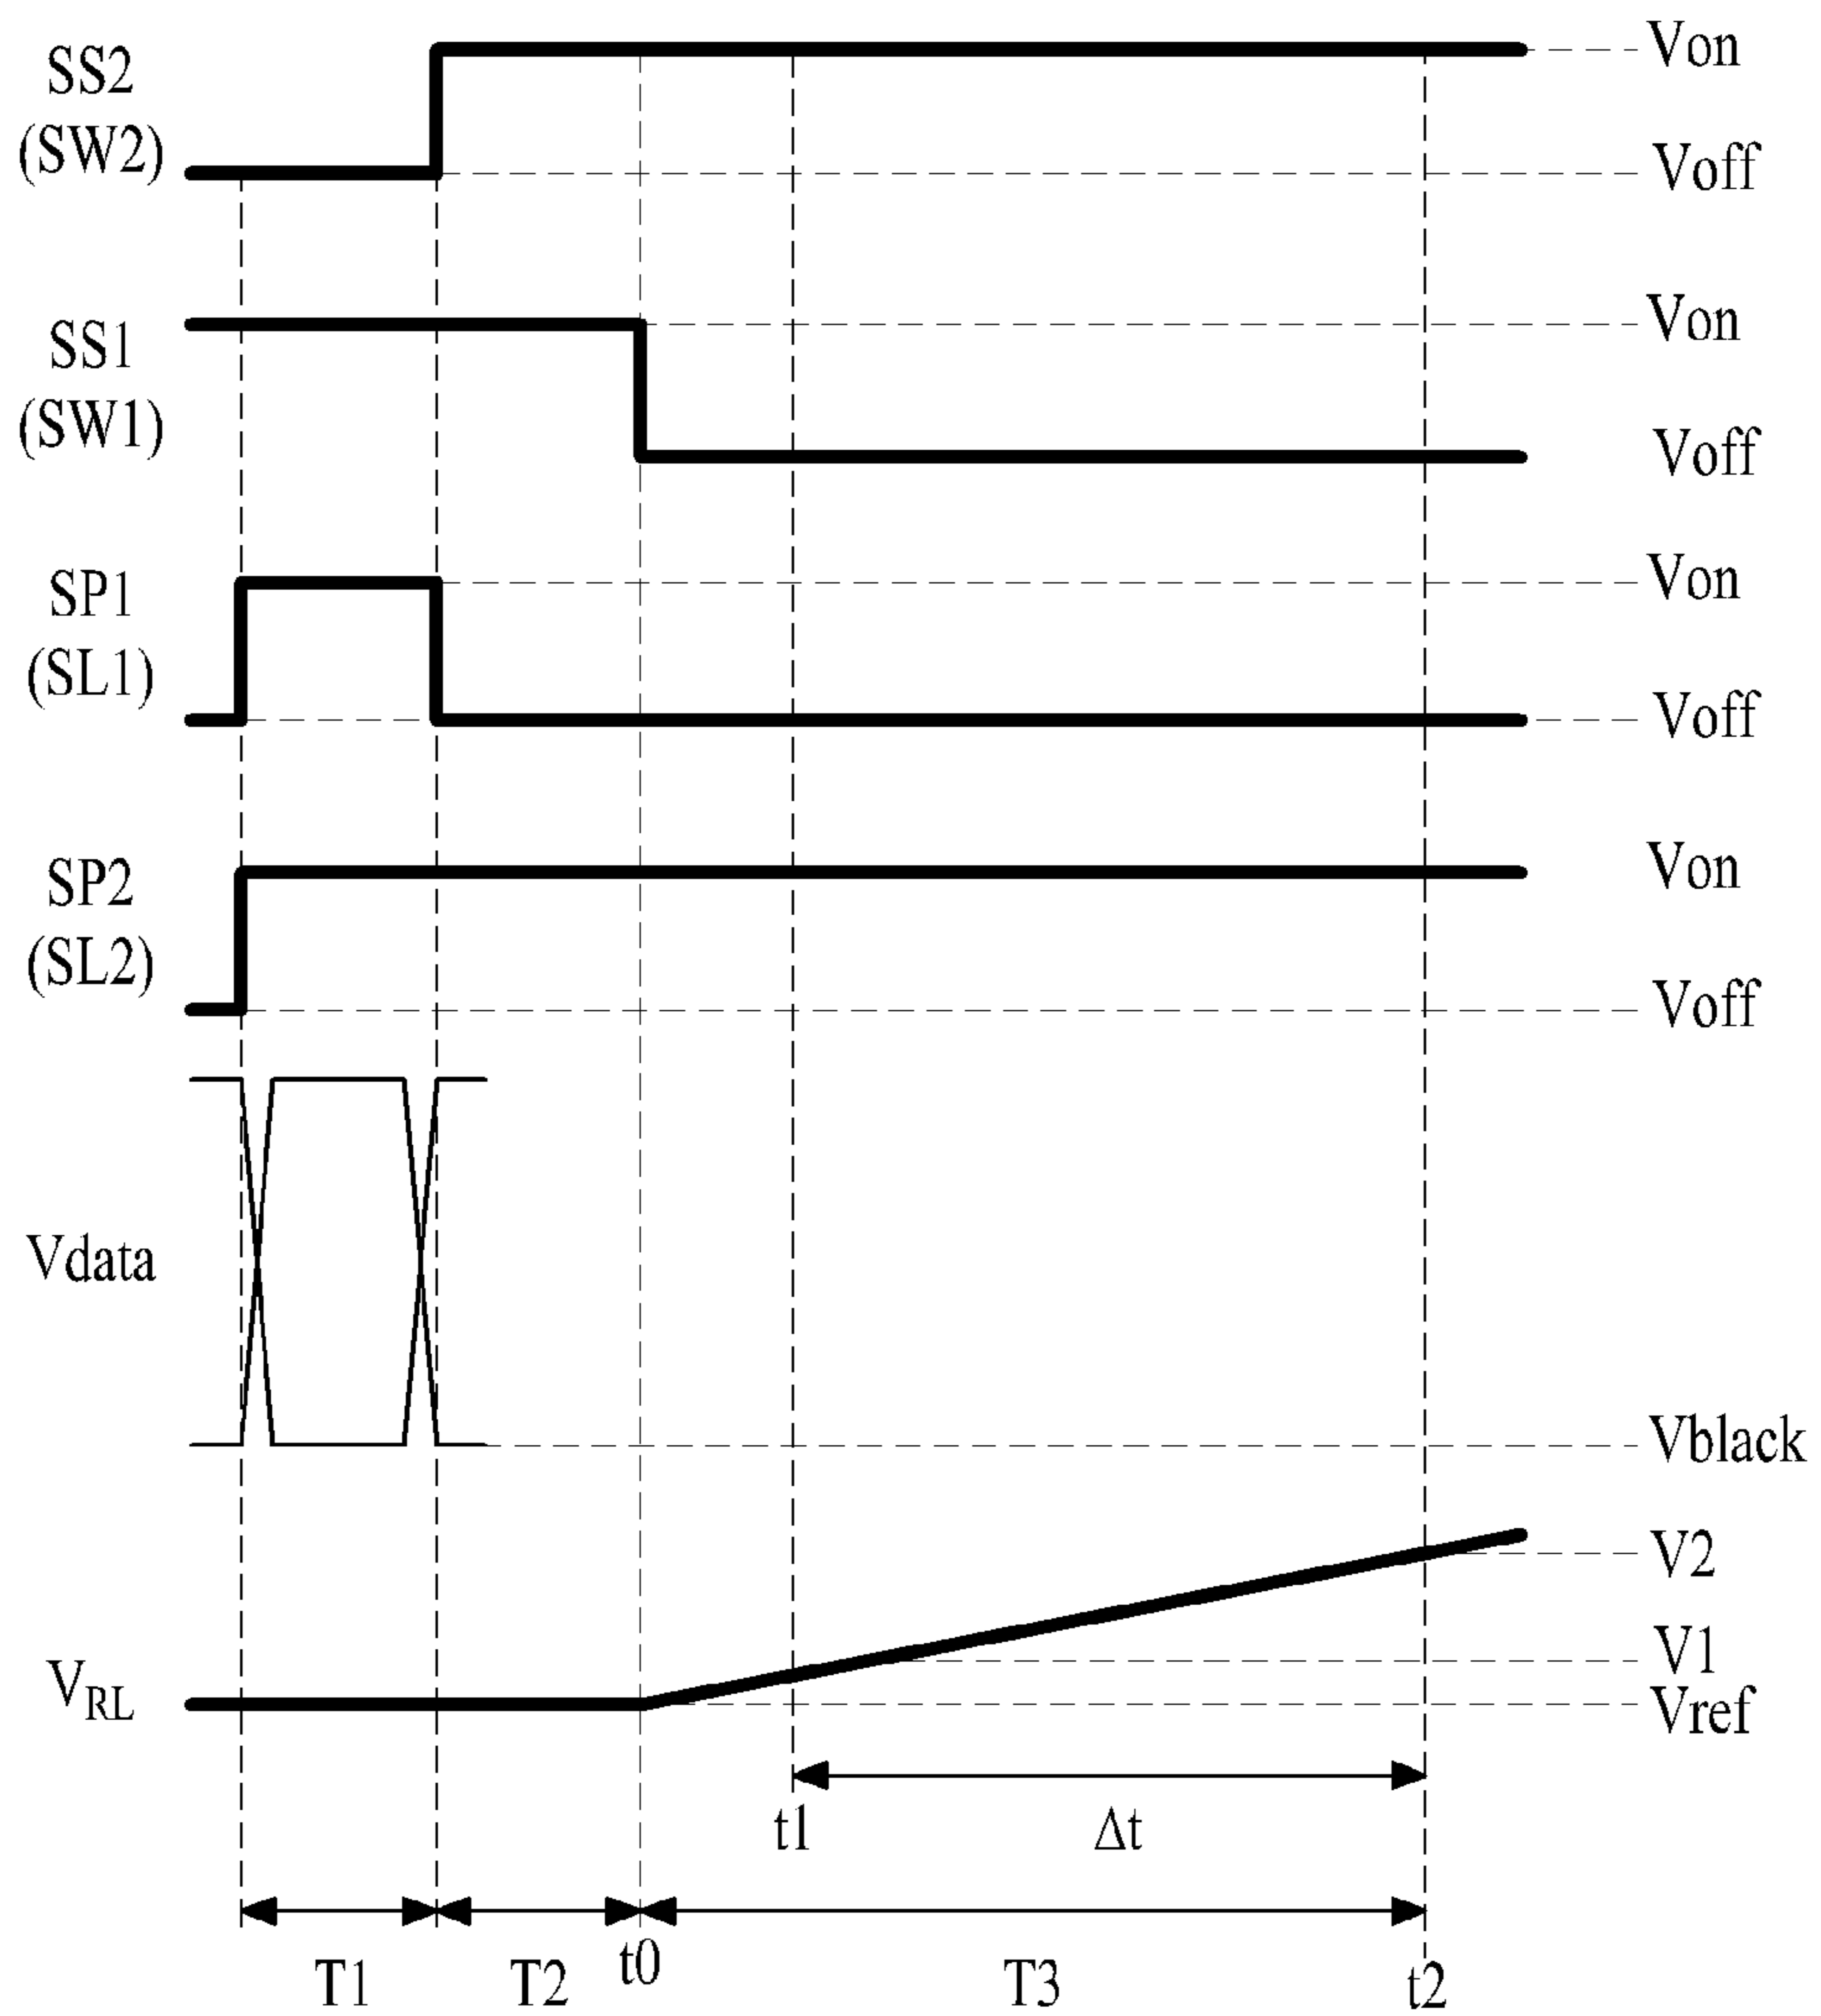 SS2
(SW2)
Von
Voff
SS1
(SW1)
Von
Voff
SP1
(SL1)
Von
Voff
SP2
(SL2)
Von
Voff
Vdata
Vblack
V2
V1
VRL
Vref
t1
Δt
T1
T2
t0
T3
t2